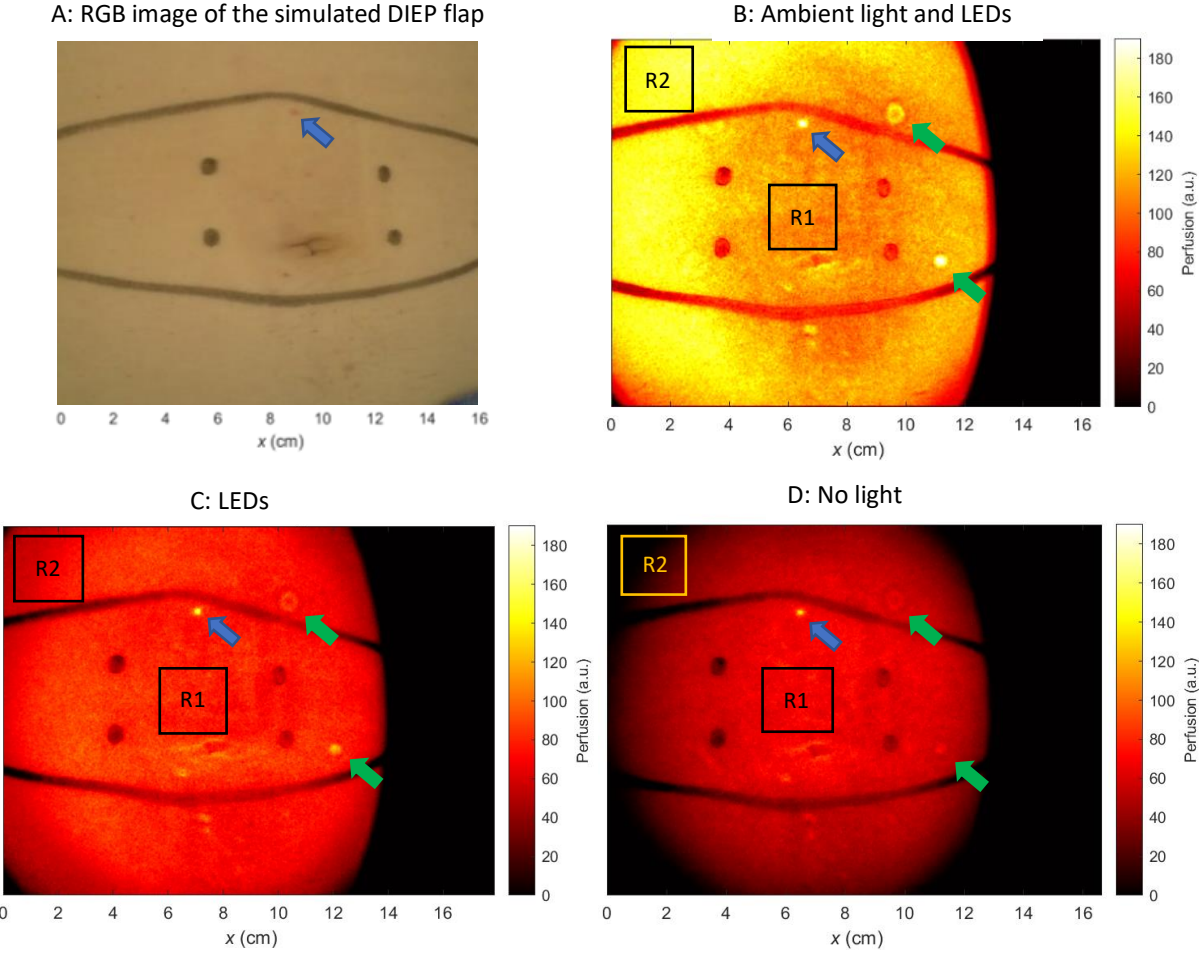 A: RGB image of the simulated DIEP flap
0 2 4 6 8 10 12 14 16
x (cm)
B: Ambient light and LEDs
R2
R1
0 2 4 6 8 10 12 14 16
x (cm)
180
160
140
120
100
80
60
40
20
0
Perfusion (a.u.)
C: LEDs
R2
R1
0 2 4 6 8 10 12 14 16
x (cm)
180
160
140
120
100
80
60
40
20
0
Perfusion (a.u.)
D: No light
R2
R1
0 2 4 6 8 10 12 14 16
x (cm)
180
160
140
120
100
80
60
40
20
0
Perfusion (a.u.)